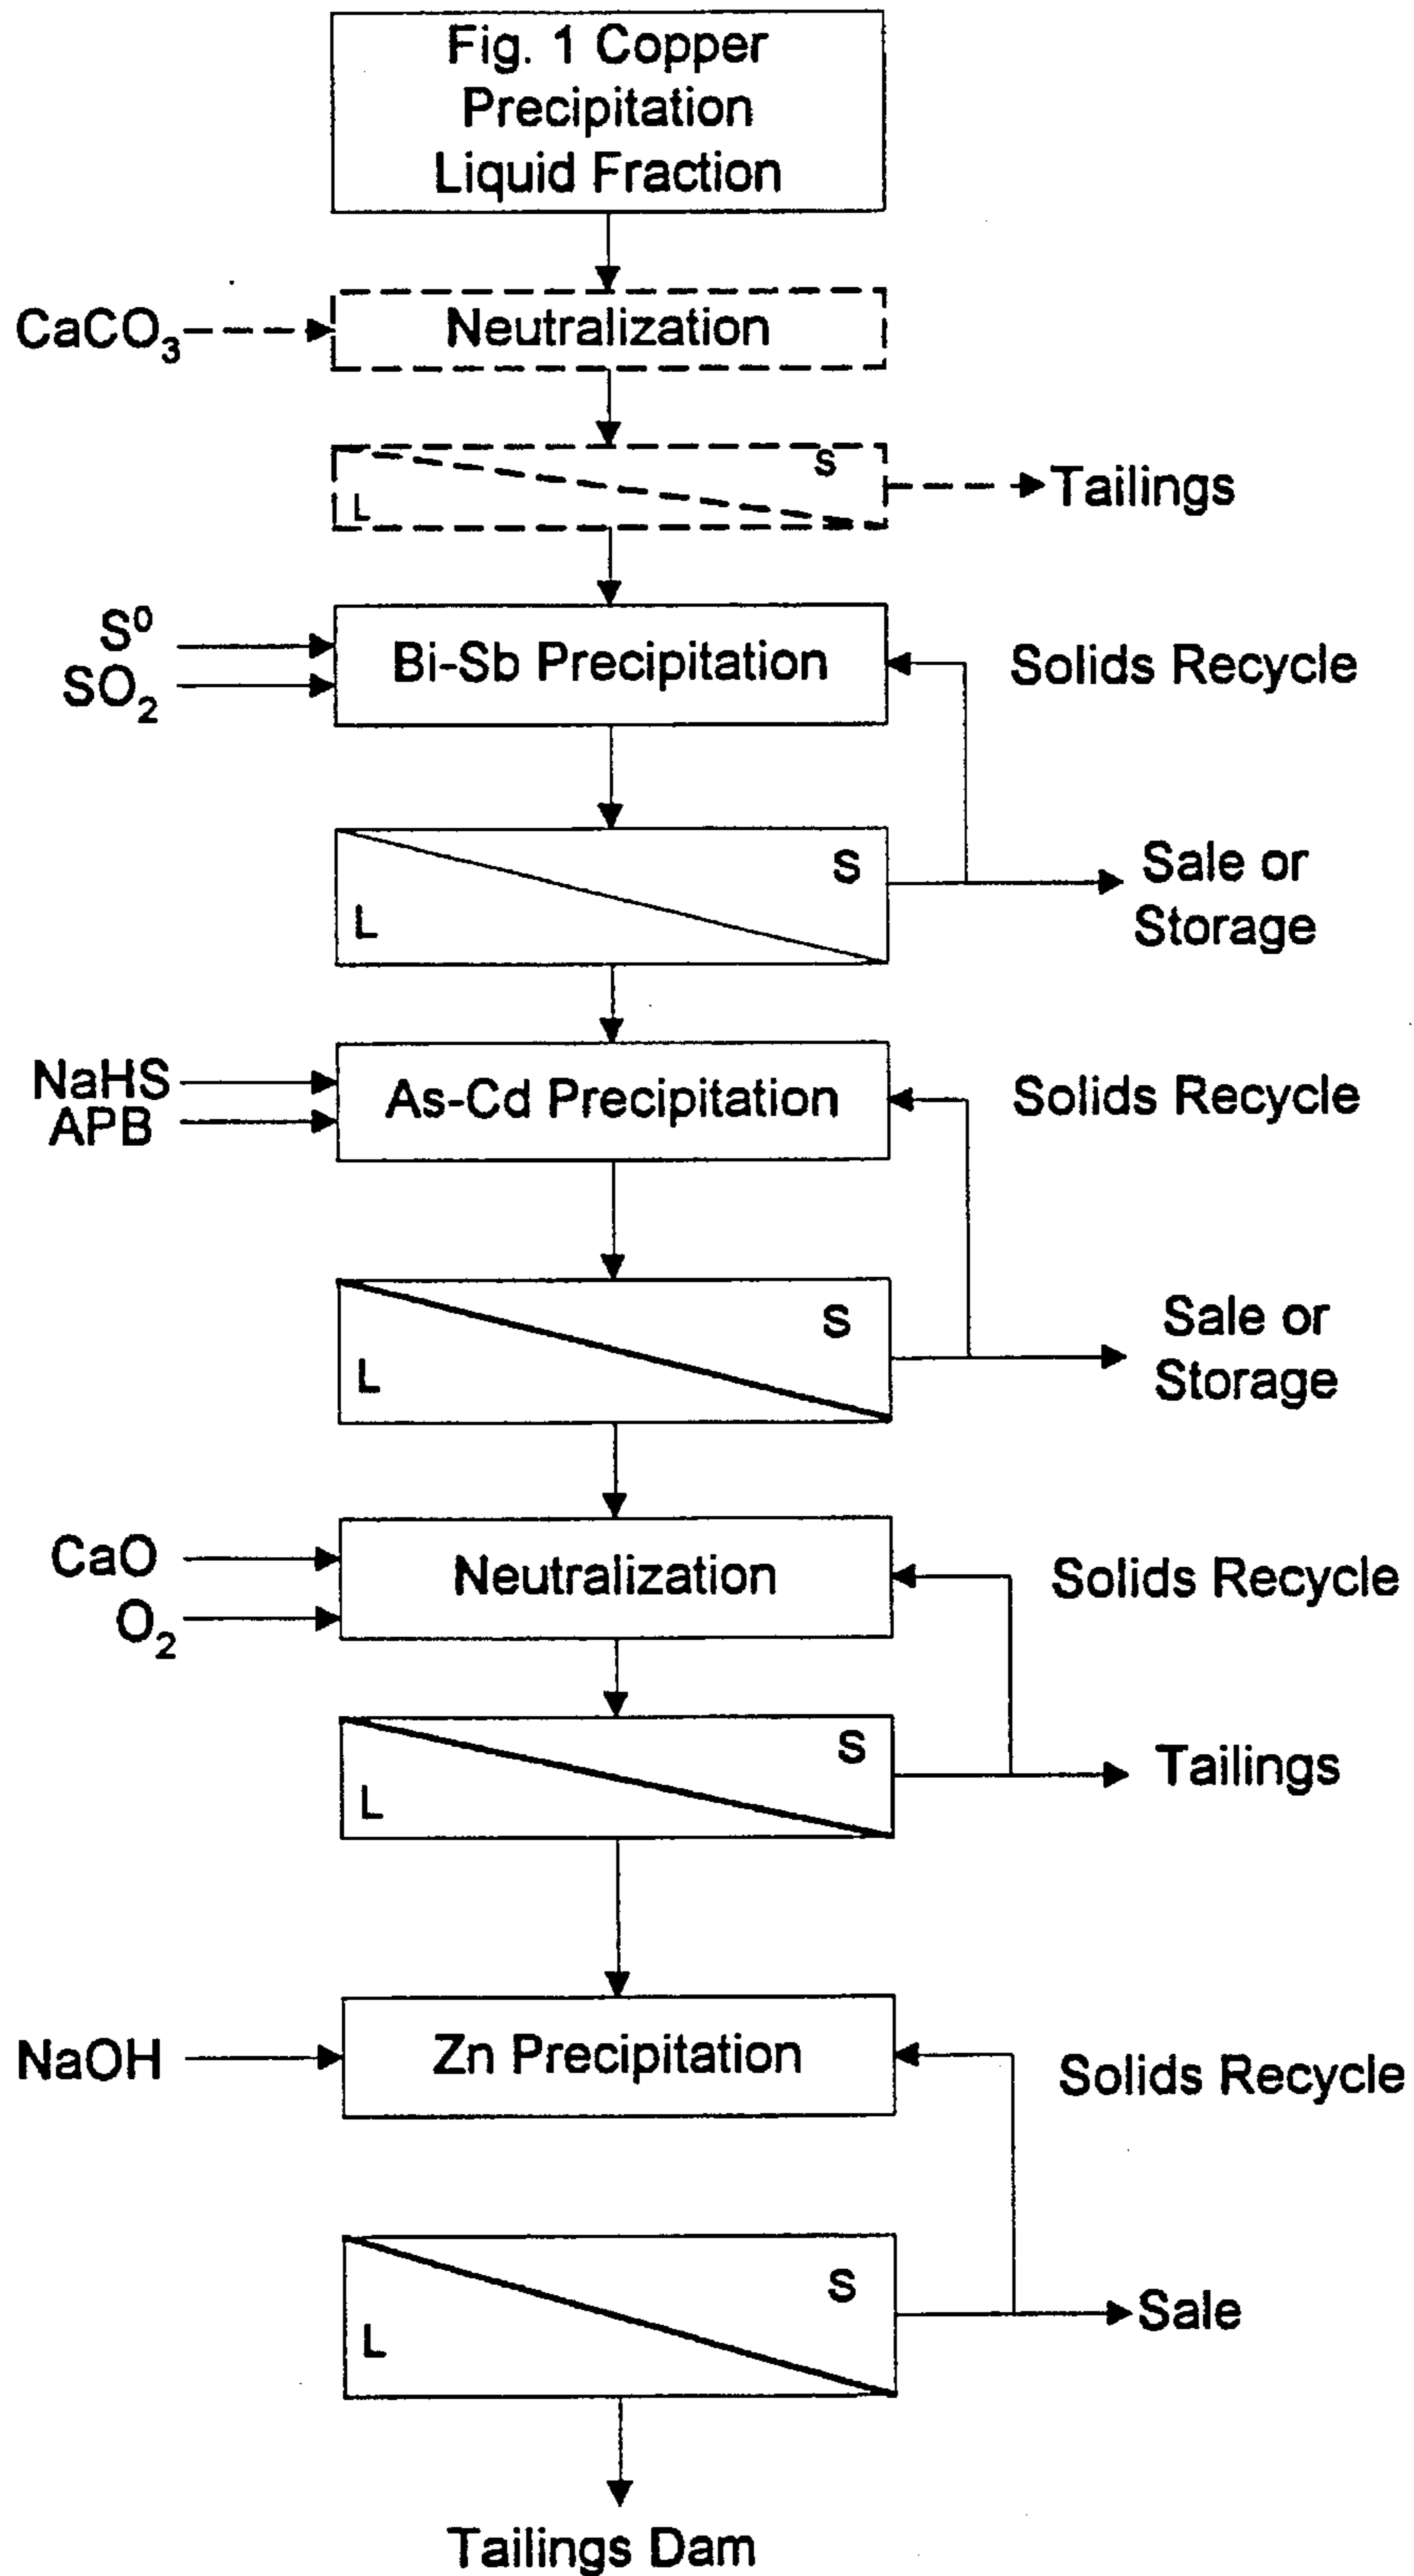 Fig. 1 Copper
Precipitation
Liquid Fraction
CaCO₃
Neutralization
S
L
Tailings
S⁰
SO₂
Bi-Sb Precipitation
Solids Recycle
S
L
Sale or
Storage
NaHS
APB
As-Cd Precipitation
Solids Recycle
S
L
Sale or
Storage
CaO
O₂
Neutralization
Solids Recycle
S
L
Tailings
NaOH
Zn Precipitation
Solids Recycle
S
L
Sale
Tailings Dam